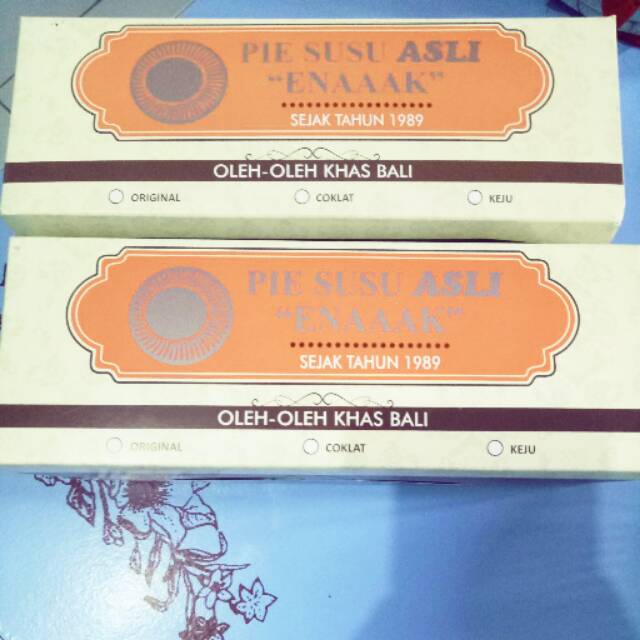 PIE SUSU ASLI
“ENAAAK”
SEJAK TAHUN 1989
OLEH-OLEH KHAS BALI
ORIGINAL COKLAT KEJU
PIE SUSU ASLI
“ENAAAK”
SEJAK TAHUN 1989
OLEH-OLEH KHAS BALI
ORIGINAL COKLAT KEJU